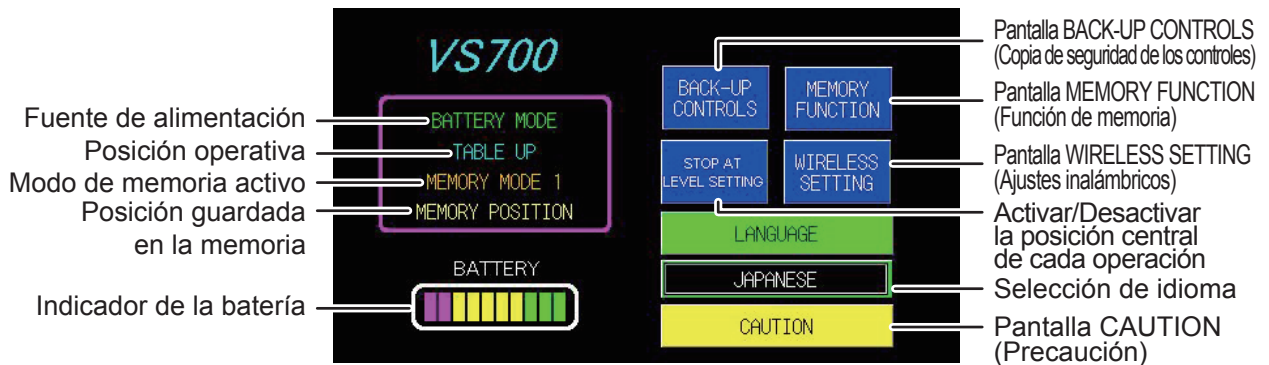 Fuente de alimentación
Posición operativa
Modo de memoria activo
Posición guardada
en la memoria
Indicador de la batería
VS700
BATTERY MODE
TABLE UP
MEMORY MODE 1
MEMORY POSITION
BATTERY
BACK-UP
CONTROLS
MEMORY
FUNCTION
STOP AT
LEVEL SETTING
WIRELESS
SETTING
LANGUAGE
JAPANESE
CAUTION
Pantalla BACK-UP CONTROLS
(Copia de seguridad de los controles)
Pantalla MEMORY FUNCTION
(Función de memoria)
Pantalla WIRELESS SETTING
(Ajustes inalámbricos)
Activar/Desactivar
la posición central
de cada operación
Selección de idioma
Pantalla CAUTION
(Precaución)